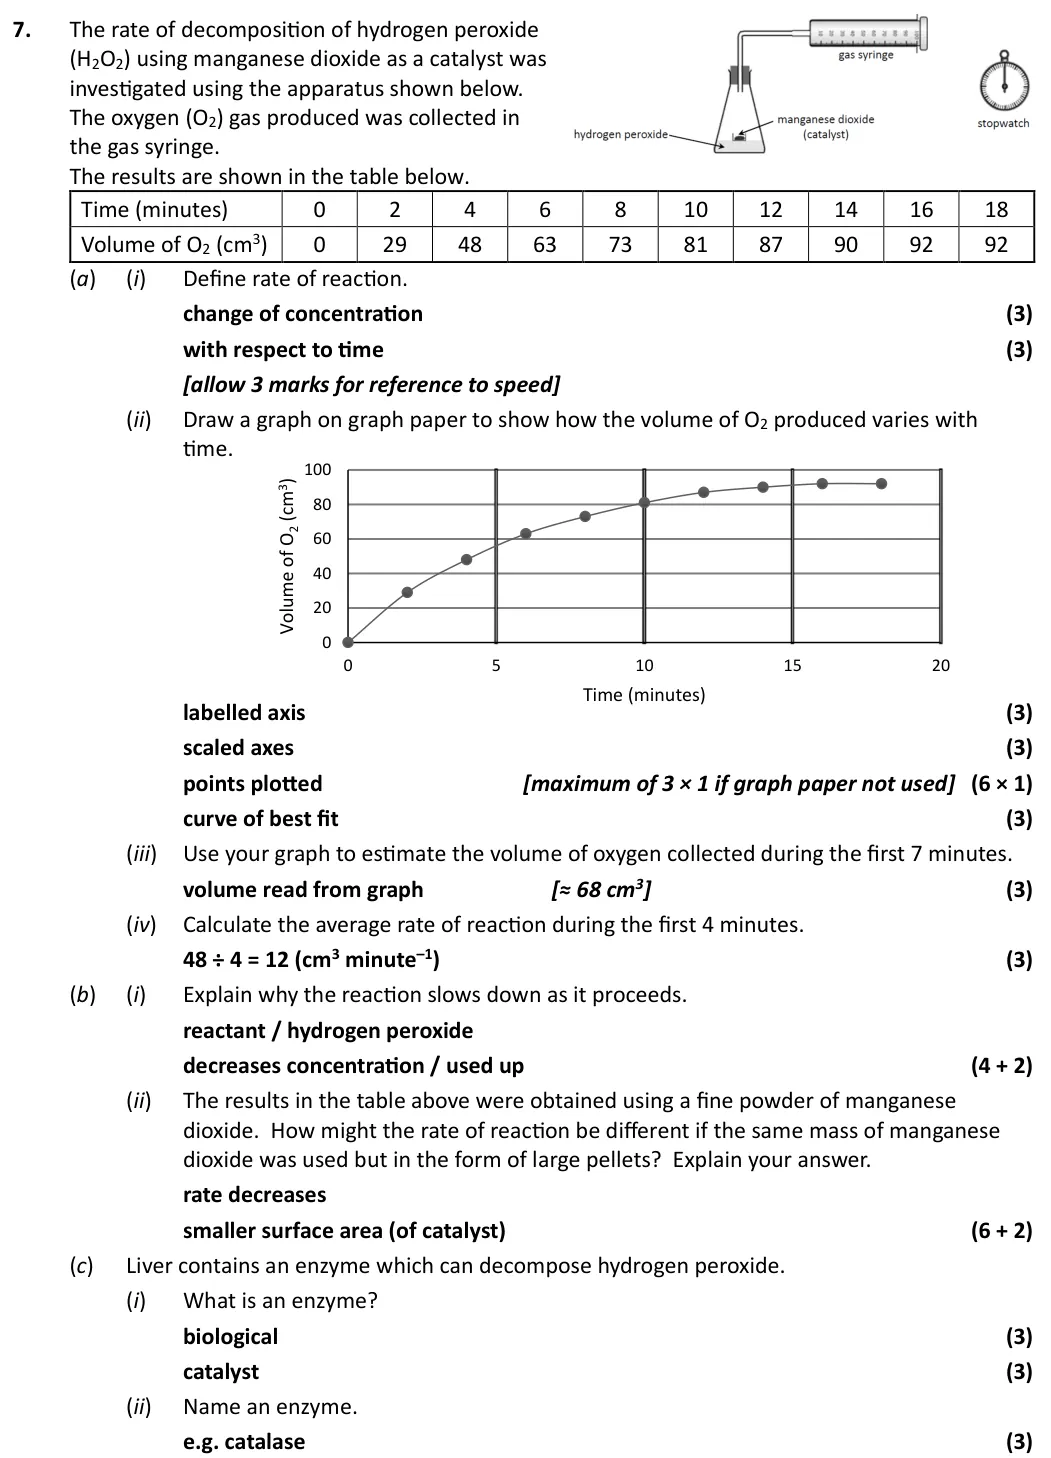 7. The rate of decomposition of hydrogen peroxide
(H₂O₂) using manganese dioxide as a catalyst was
investigated using the apparatus shown below.
The oxygen (O₂) gas produced was collected in
the gas syringe.
gas syringe
stopwatch
manganese dioxide
(catalyst)
hydrogen peroxide
The results are shown in the table below.
Time (minutes) 0 2 4 6 8 10 12 14 16 18
Volume of O₂ (cm³) 0 29 48 63 73 81 87 90 92 92
(a) (i) Define rate of reaction.
change of concentration (3)
with respect to time (3)
[allow 3 marks for reference to speed]
(ii) Draw a graph on graph paper to show how the volume of O₂ produced varies with
time.
Volume of O₂ (cm³)
100
80
60
40
20
0
0 5 10 15 20
Time (minutes)
labelled axis (3)
scaled axes (3)
points plotted [maximum of 3 × 1 if graph paper not used] (6 × 1)
curve of best fit (3)
(iii) Use your graph to estimate the volume of oxygen collected during the first 7 minutes.
volume read from graph [≈ 68 cm³] (3)
(iv) Calculate the average rate of reaction during the first 4 minutes.
48 ÷ 4 = 12 (cm³ minute⁻¹) (3)
(b) (i) Explain why the reaction slows down as it proceeds.
reactant / hydrogen peroxide
decreases concentration / used up (4 + 2)
(ii) The results in the table above were obtained using a fine powder of manganese
dioxide. How might the rate of reaction be different if the same mass of manganese
dioxide was used but in the form of large pellets? Explain your answer.
rate decreases
smaller surface area (of catalyst) (6 + 2)
(c) Liver contains an enzyme which can decompose hydrogen peroxide.
(i) What is an enzyme?
biological (3)
catalyst (3)
(ii) Name an enzyme.
e.g. catalase (3)